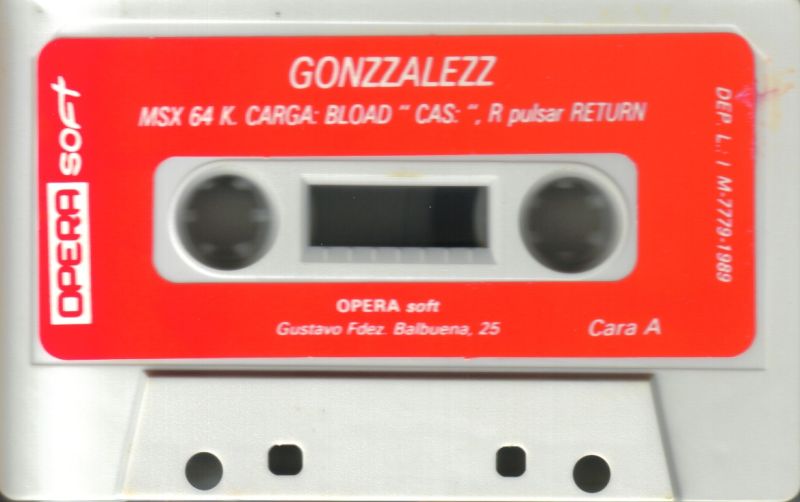 GONZZALEZZ
MSX 64 K. CARGA: BLOAD " CAS: ", R pulsar RETURN
OPERA soft
DEP. L.: / M-7779-1989
OPERA soft
Gustavo Fdez. Balbuena, 25
Cara A